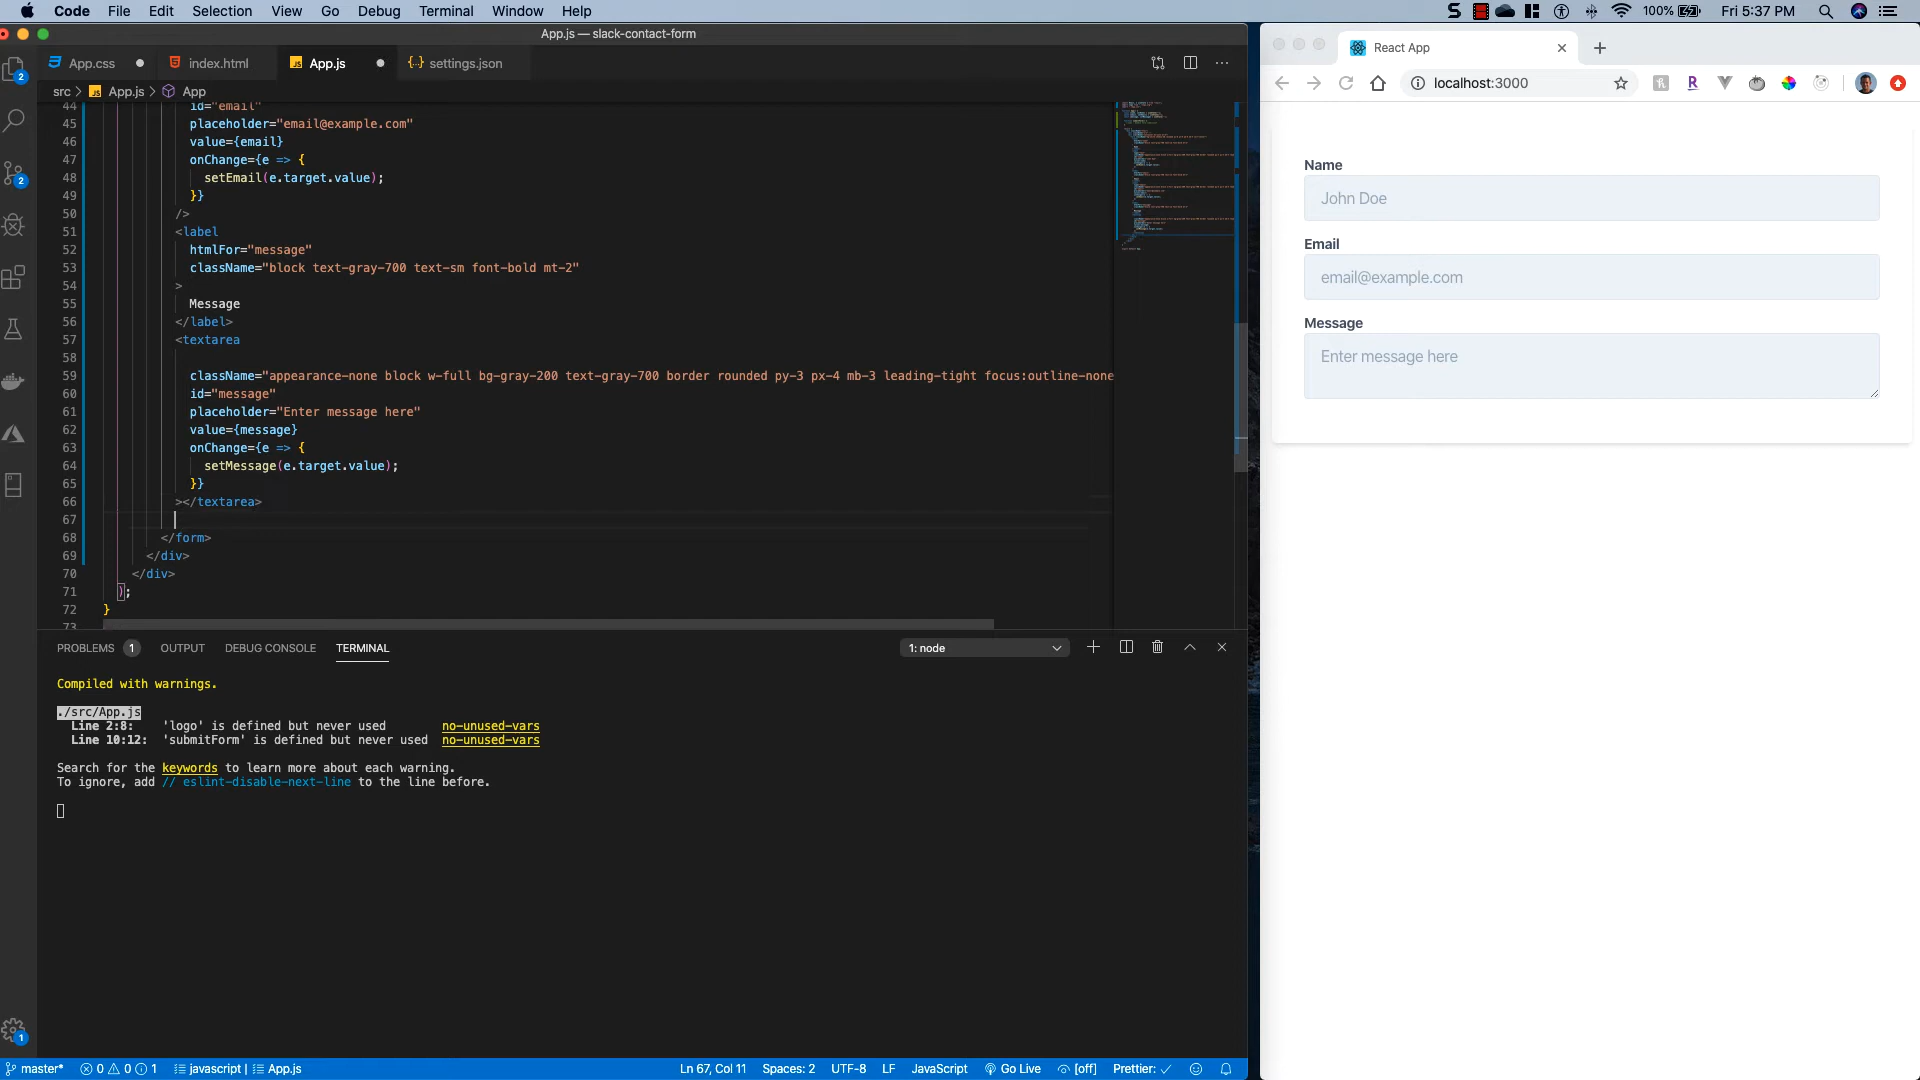 Code File Edit Selection View Go Debug Terminal Window Help
100% Fri 5:37 PM
App.js — slack-contact-form
App.css index.html App.js settings.json
src > App.js > App
44 id="email"
45 placeholder="email@example.com"
46 value={email}
47 onChange={e => {
48 setEmail(e.target.value);
49 }}
50 />
51 <label
52 htmlFor="message"
53 className="block text-gray-700 text-sm font-bold mt-2"
54 >
55 Message
56 </label>
57 <textarea
58
59 className="appearance-none block w-full bg-gray-200 text-gray-700 border rounded py-3 px-4 mb-3 leading-tight focus:outline-none
60 id="message"
61 placeholder="Enter message here"
62 value={message}
63 onChange={e => {
64 setMessage(e.target.value);
65 }}
66 ></textarea>
67
68 </form>
69 </div>
70 </div>
71 );
72 }
73
PROBLEMS 1 OUTPUT DEBUG CONSOLE TERMINAL 1: node
Compiled with warnings.
./src/App.js
Line 2:8: 'logo' is defined but never used no-unused-vars
Line 10:12: 'submitForm' is defined but never used no-unused-vars
Search for the keywords to learn more about each warning.
To ignore, add // eslint-disable-next-line to the line before.
2
2
1
master* 0 0 1 javascript | App.js Ln 67, Col 11 Spaces: 2 UTF-8 LF JavaScript Go Live [off] Prettier: ✓
React App
localhost:3000
Name
John Doe
Email
email@example.com
Message
Enter message here